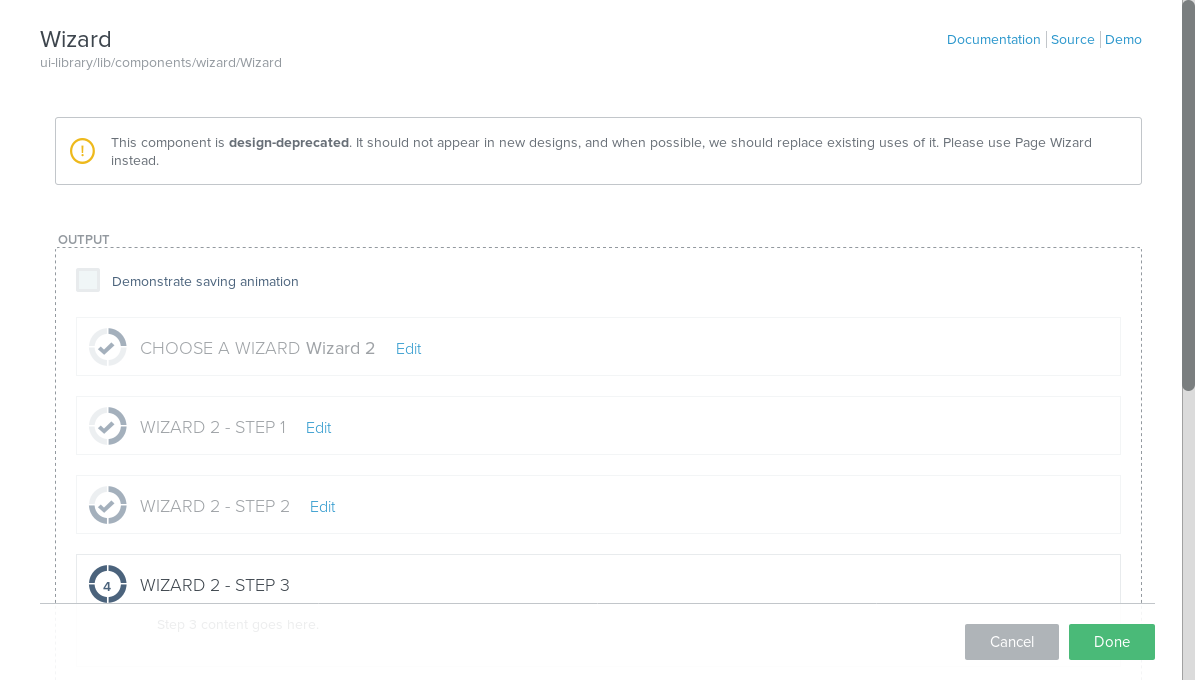 Wizard
Documentation
Source
Demo
ui-library/lib/components/wizard/Wizard
This component is design-deprecated. It should not appear in new designs, and when possible, we should replace existing uses of it. Please use Page Wizard
instead.
OUTPUT
Demonstrate saving animation
CHOOSE A WIZARD Wizard 2 Edit
WIZARD 2 - STEP 1 Edit
WIZARD 2 - STEP 2 Edit
4 WIZARD 2 - STEP 3
Step 3 content goes here.
Cancel
Done